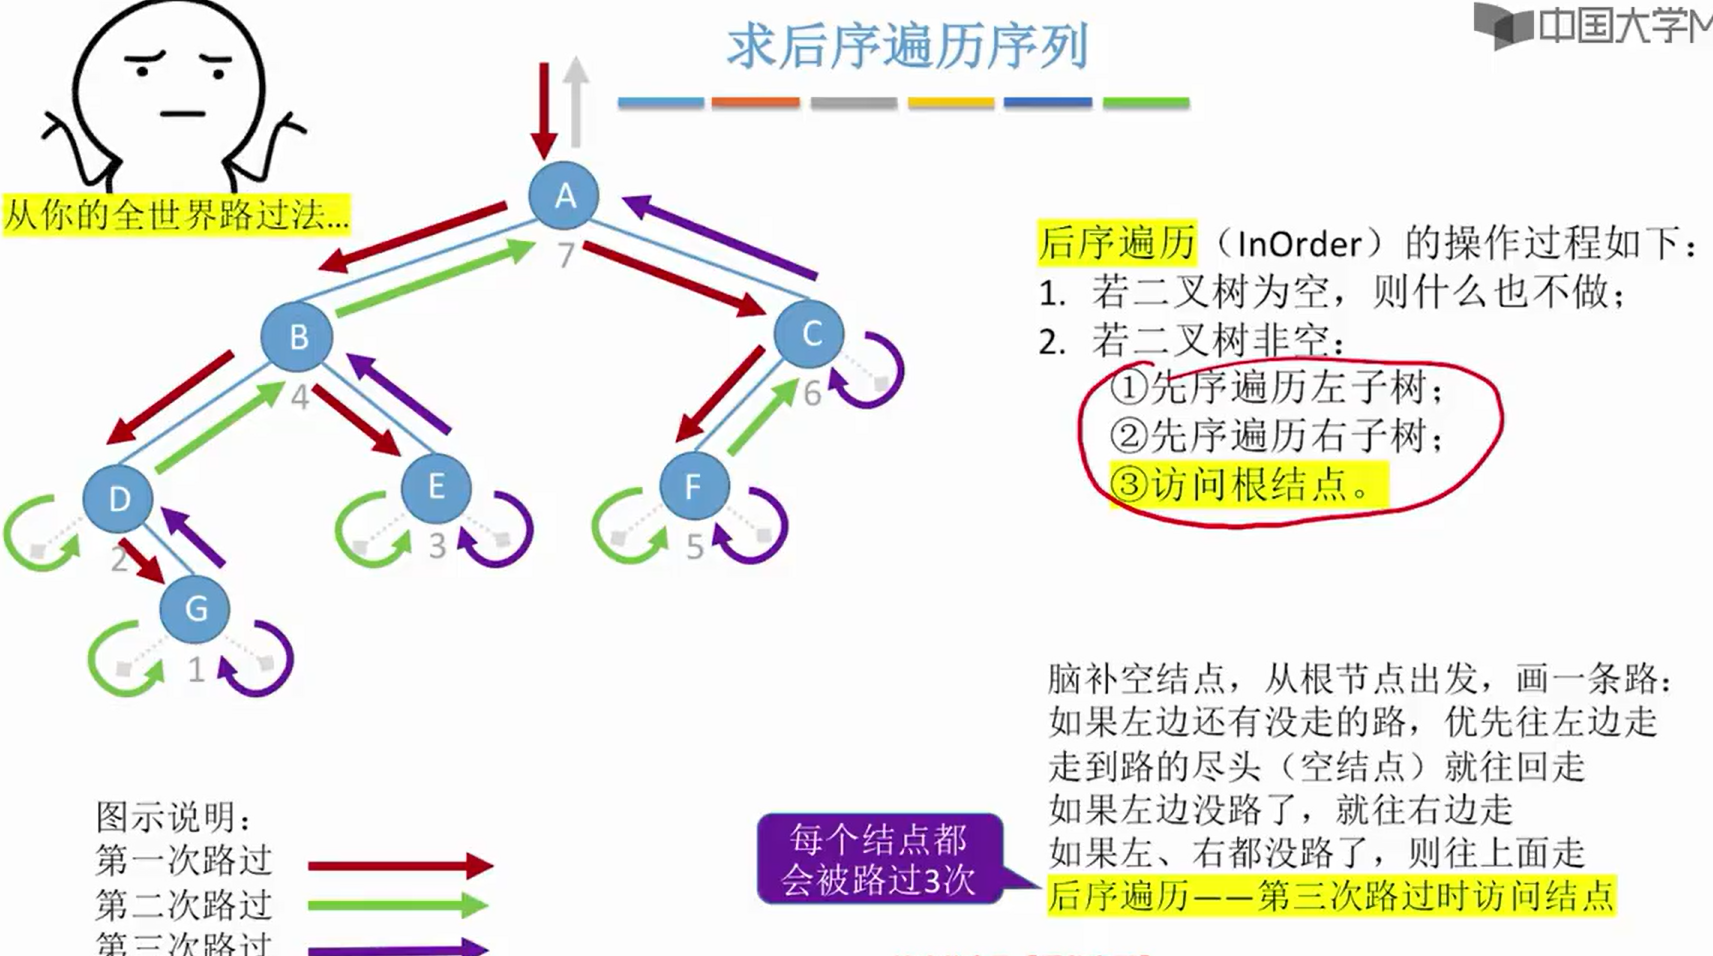 求后序遍历序列
中国大学M
从你的全世界路过法...
A
7
B
4
C
6
D
2
E
3
F
5
G
1
后序遍历（InOrder）的操作过程如下：
1. 若二叉树为空，则什么也不做；
2. 若二叉树非空：
①先序遍历左子树；
②先序遍历右子树；
③访问根结点。
脑补空结点，从根节点出发，画一条路：
如果左边还有没走的路，优先往左边走
走到路的尽头（空结点）就往回走
如果左边没路了，就往右边走
如果左、右都没路了，则往上面走
后序遍历——第三次路过时访问结点
每个结点都
会被路过3次
图示说明：
第一次路过
第二次路过
第三次路过